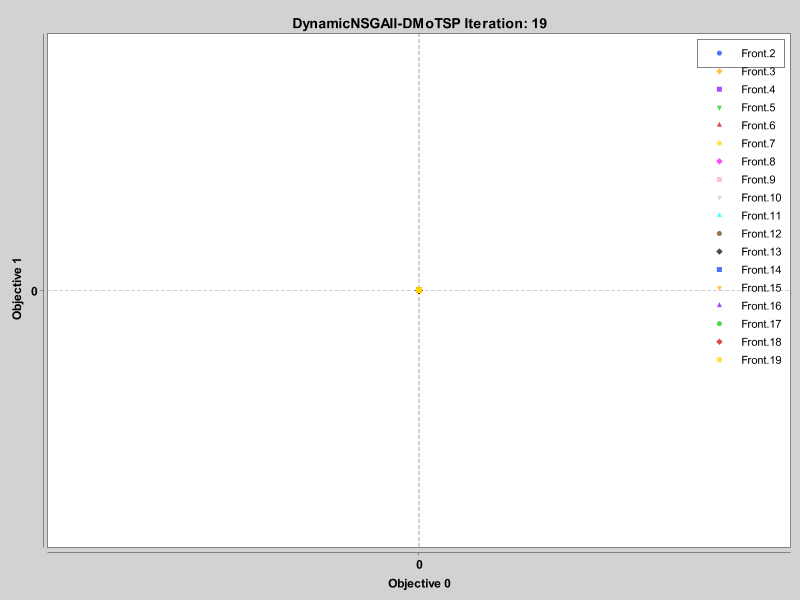 DynamicNSGAII-DMoTSP Iteration: 19
Front.2
Front.3
Front.4
Front.5
Front.6
Front.7
Front.8
Front.9
Front.10
Front.11
Front.12
Front.13
Front.14
Front.15
Front.16
Front.17
Front.18
Front.19
Objective 1
0
0
Objective 0